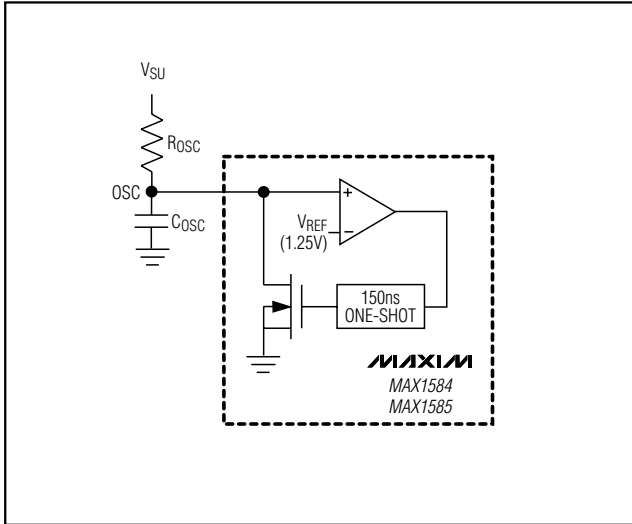 VSU
ROSC
OSC
COSC
VREF
(1.25V)
+
−
150ns
ONE-SHOT
MAXIM
MAX1584
MAX1585